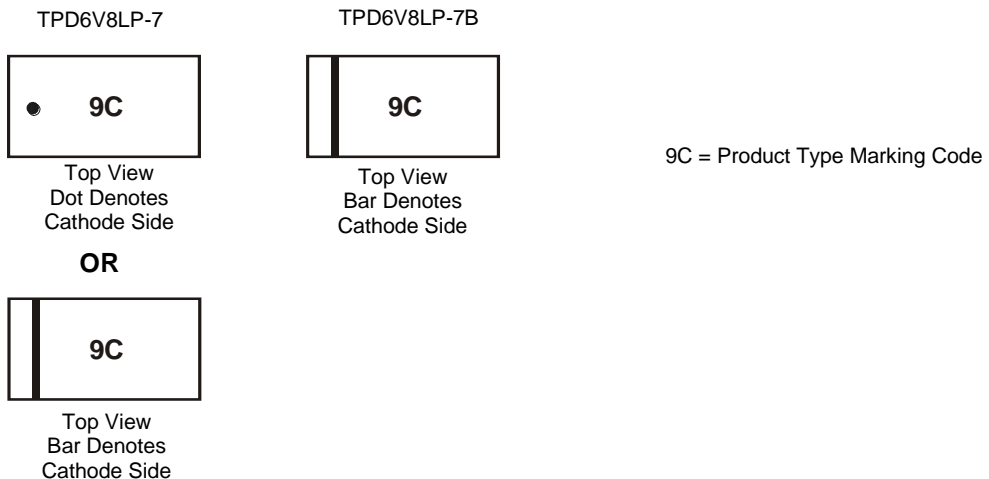 TPD6V8LP-7
9C
Top View
Dot Denotes
Cathode Side
OR
9C
Top View
Bar Denotes
Cathode Side
TPD6V8LP-7B
9C
Top View
Bar Denotes
Cathode Side
9C = Product Type Marking Code